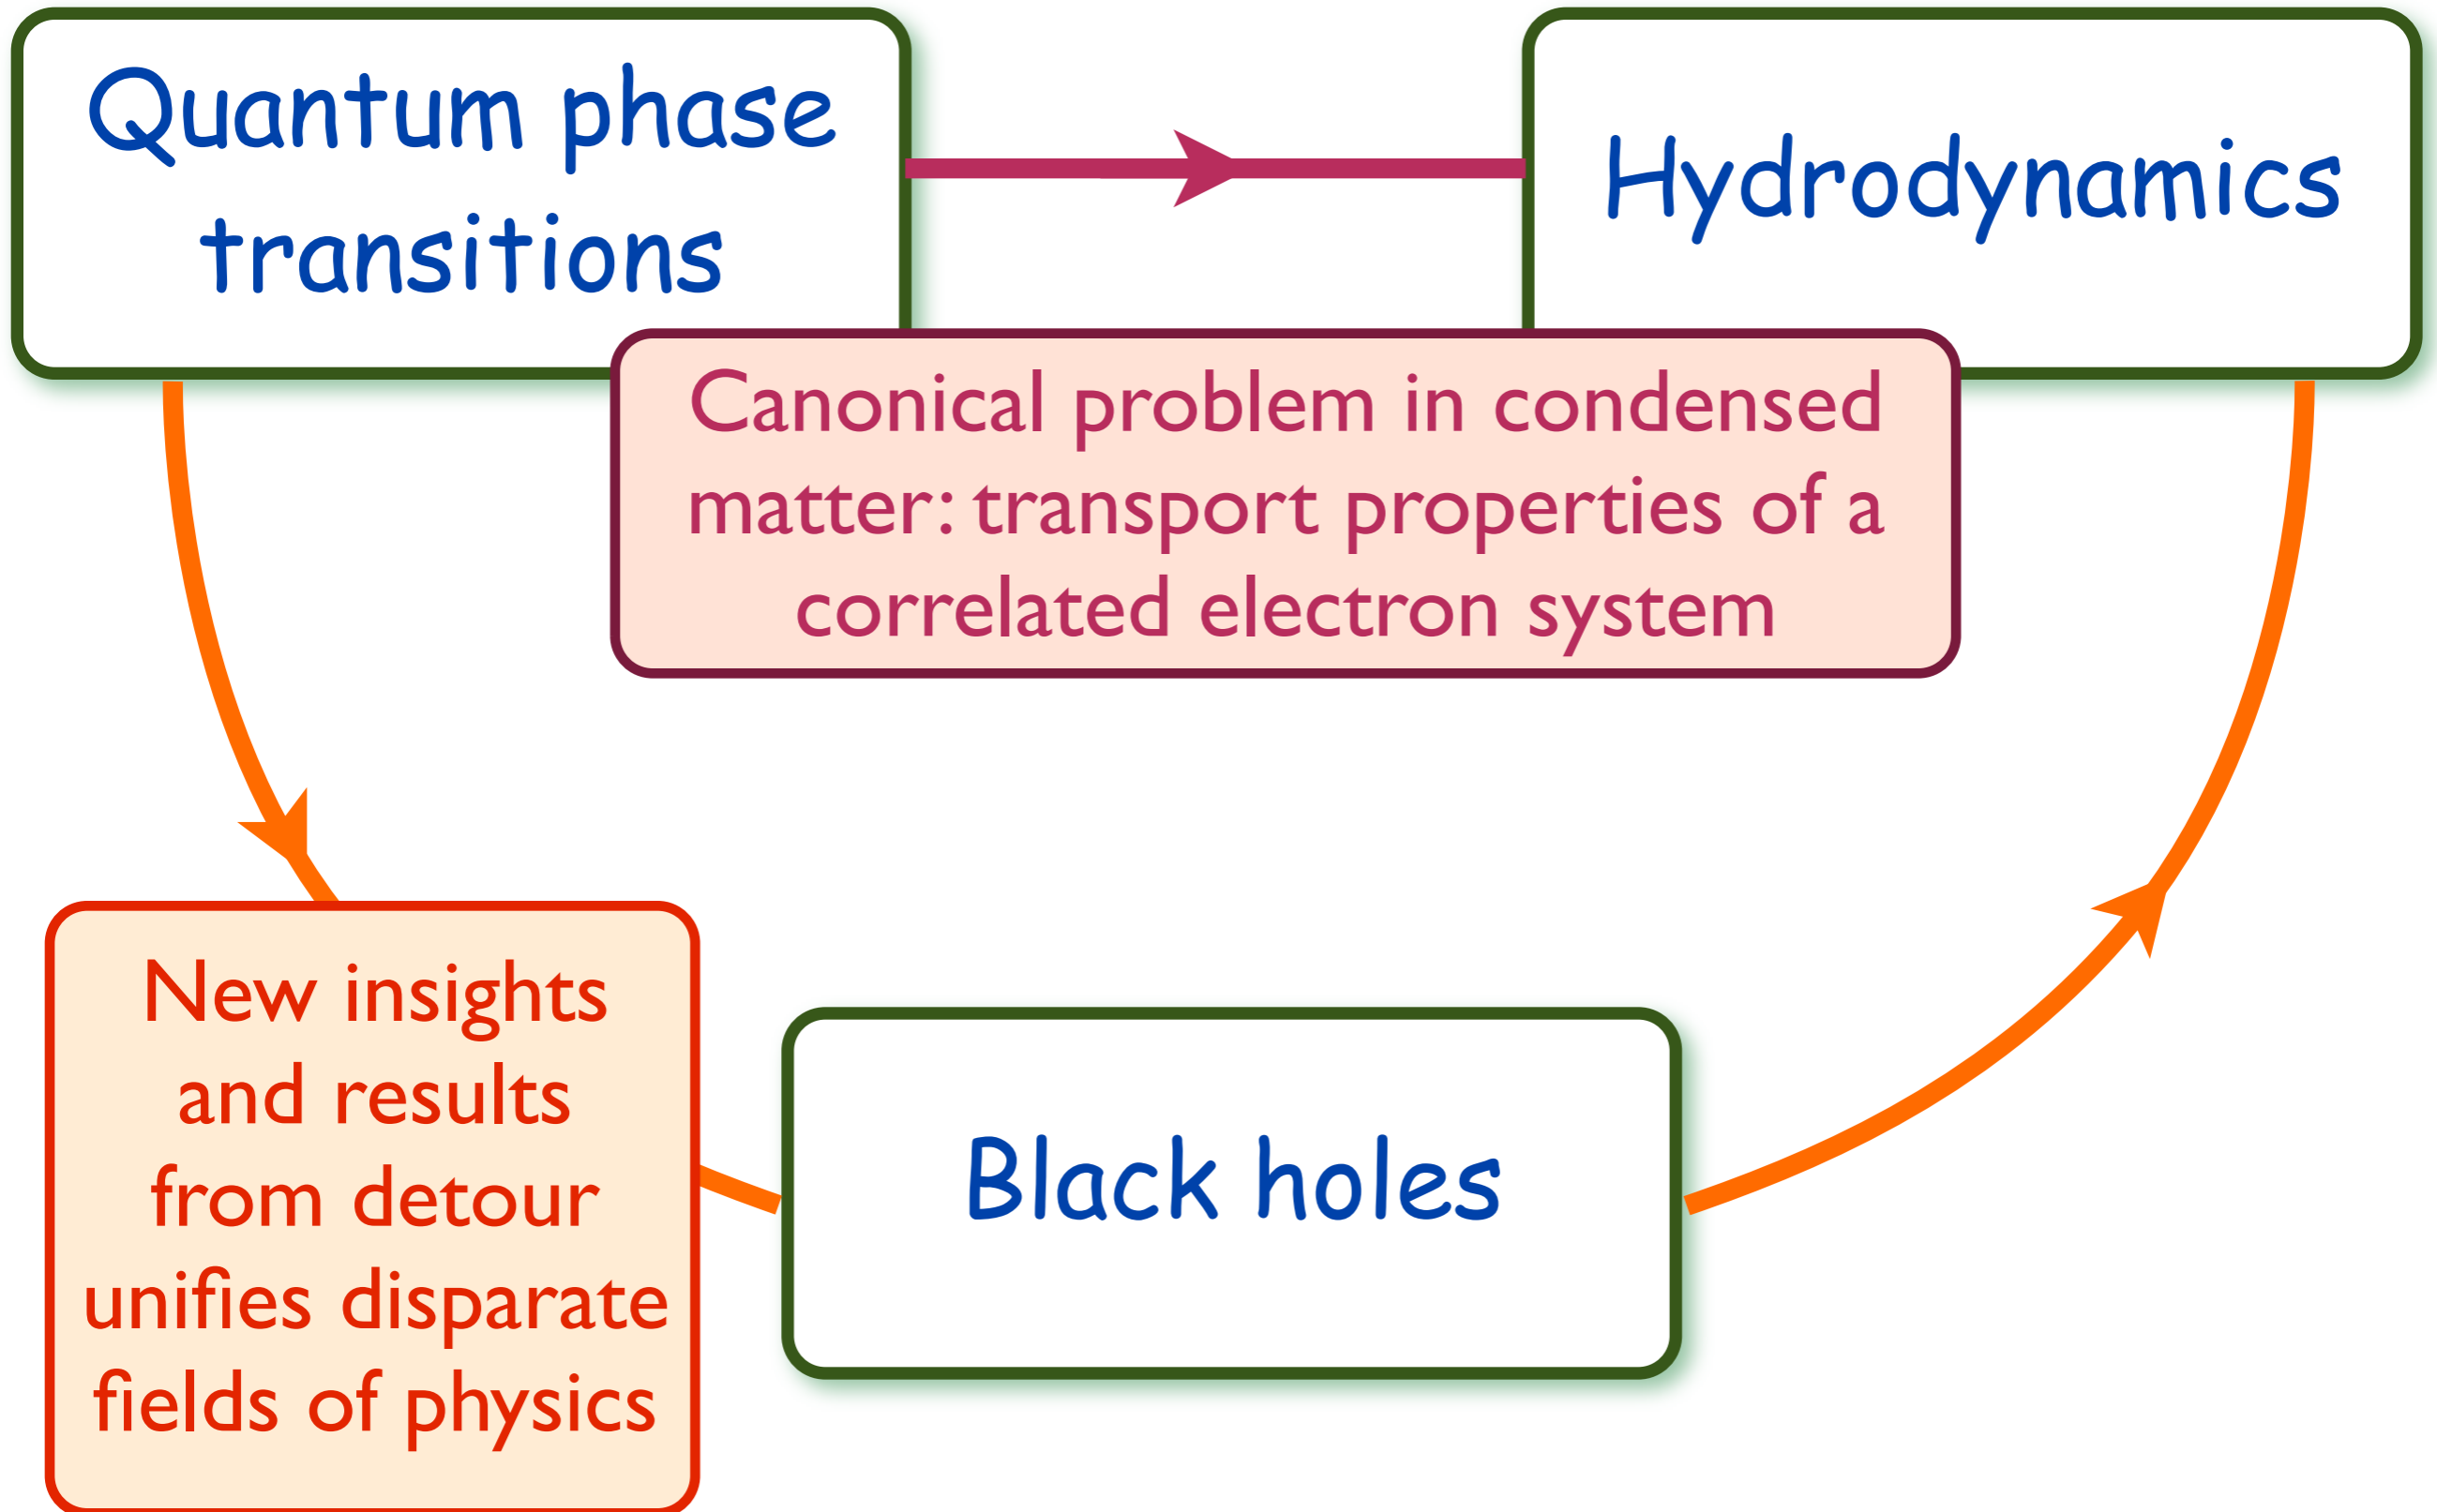 Quantum phase
transitions
Hydrodynamics
Canonical problem in condensed
matter: transport properties of a
correlated electron system
New insights
and results
from detour
unifies disparate
fields of physics
Black holes